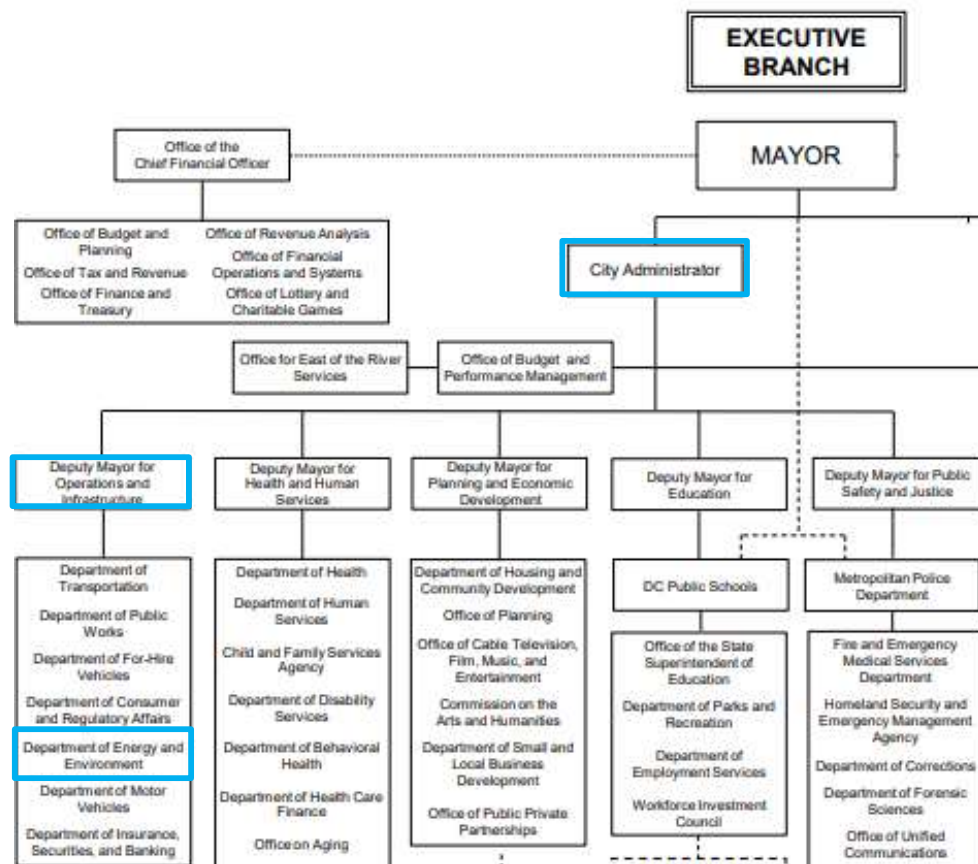 EXECUTIVE
BRANCH
Office of the
Chief Financial Officer
MAYOR
Office of Budget and
Planning
Office of Tax and Revenue
Office of Finance and
Treasury
Office of Revenue Analysis
Office of Financial
Operations and Systems
Office of Lottery and
Charitable Games
City Administrator
Office for East of the River
Services
Office of Budget and
Performance Management
Deputy Mayor for
Operations and
Infrastructure
Deputy Mayor for
Health and Human
Services
Deputy Mayor for
Planning and Economic
Development
Deputy Mayor for
Education
Deputy Mayor for Public
Safety and Justice
Department of
Transportation
Department of Public
Works
Department of For-Hire
Vehicles
Department of Consumer
and Regulatory Affairs
Department of Energy and
Environment
Department of Motor
Vehicles
Department of Insurance,
Securities, and Banking
Department of Health
Department of Human
Services
Child and Family Services
Agency
Department of Disability
Services
Department of Behavioral
Health
Department of Health Care
Finance
Office on Aging
Department of Housing and
Community Development
Office of Planning
Office of Cable Television,
Film, Music, and
Entertainment
Commission on the
Arts and Humanities
Department of Small and
Local Business
Development
Office of Public Private
Partnerships
DC Public Schools
Office of the State
Superintendent of
Education
Department of Parks and
Recreation
Department of
Employment Services
Workforce Investment
Council
Metropolitan Police
Department
Fire and Emergency
Medical Services
Department
Homeland Security and
Emergency Management
Agency
Department of Corrections
Department of Forensic
Sciences
Office of Unified
Communications